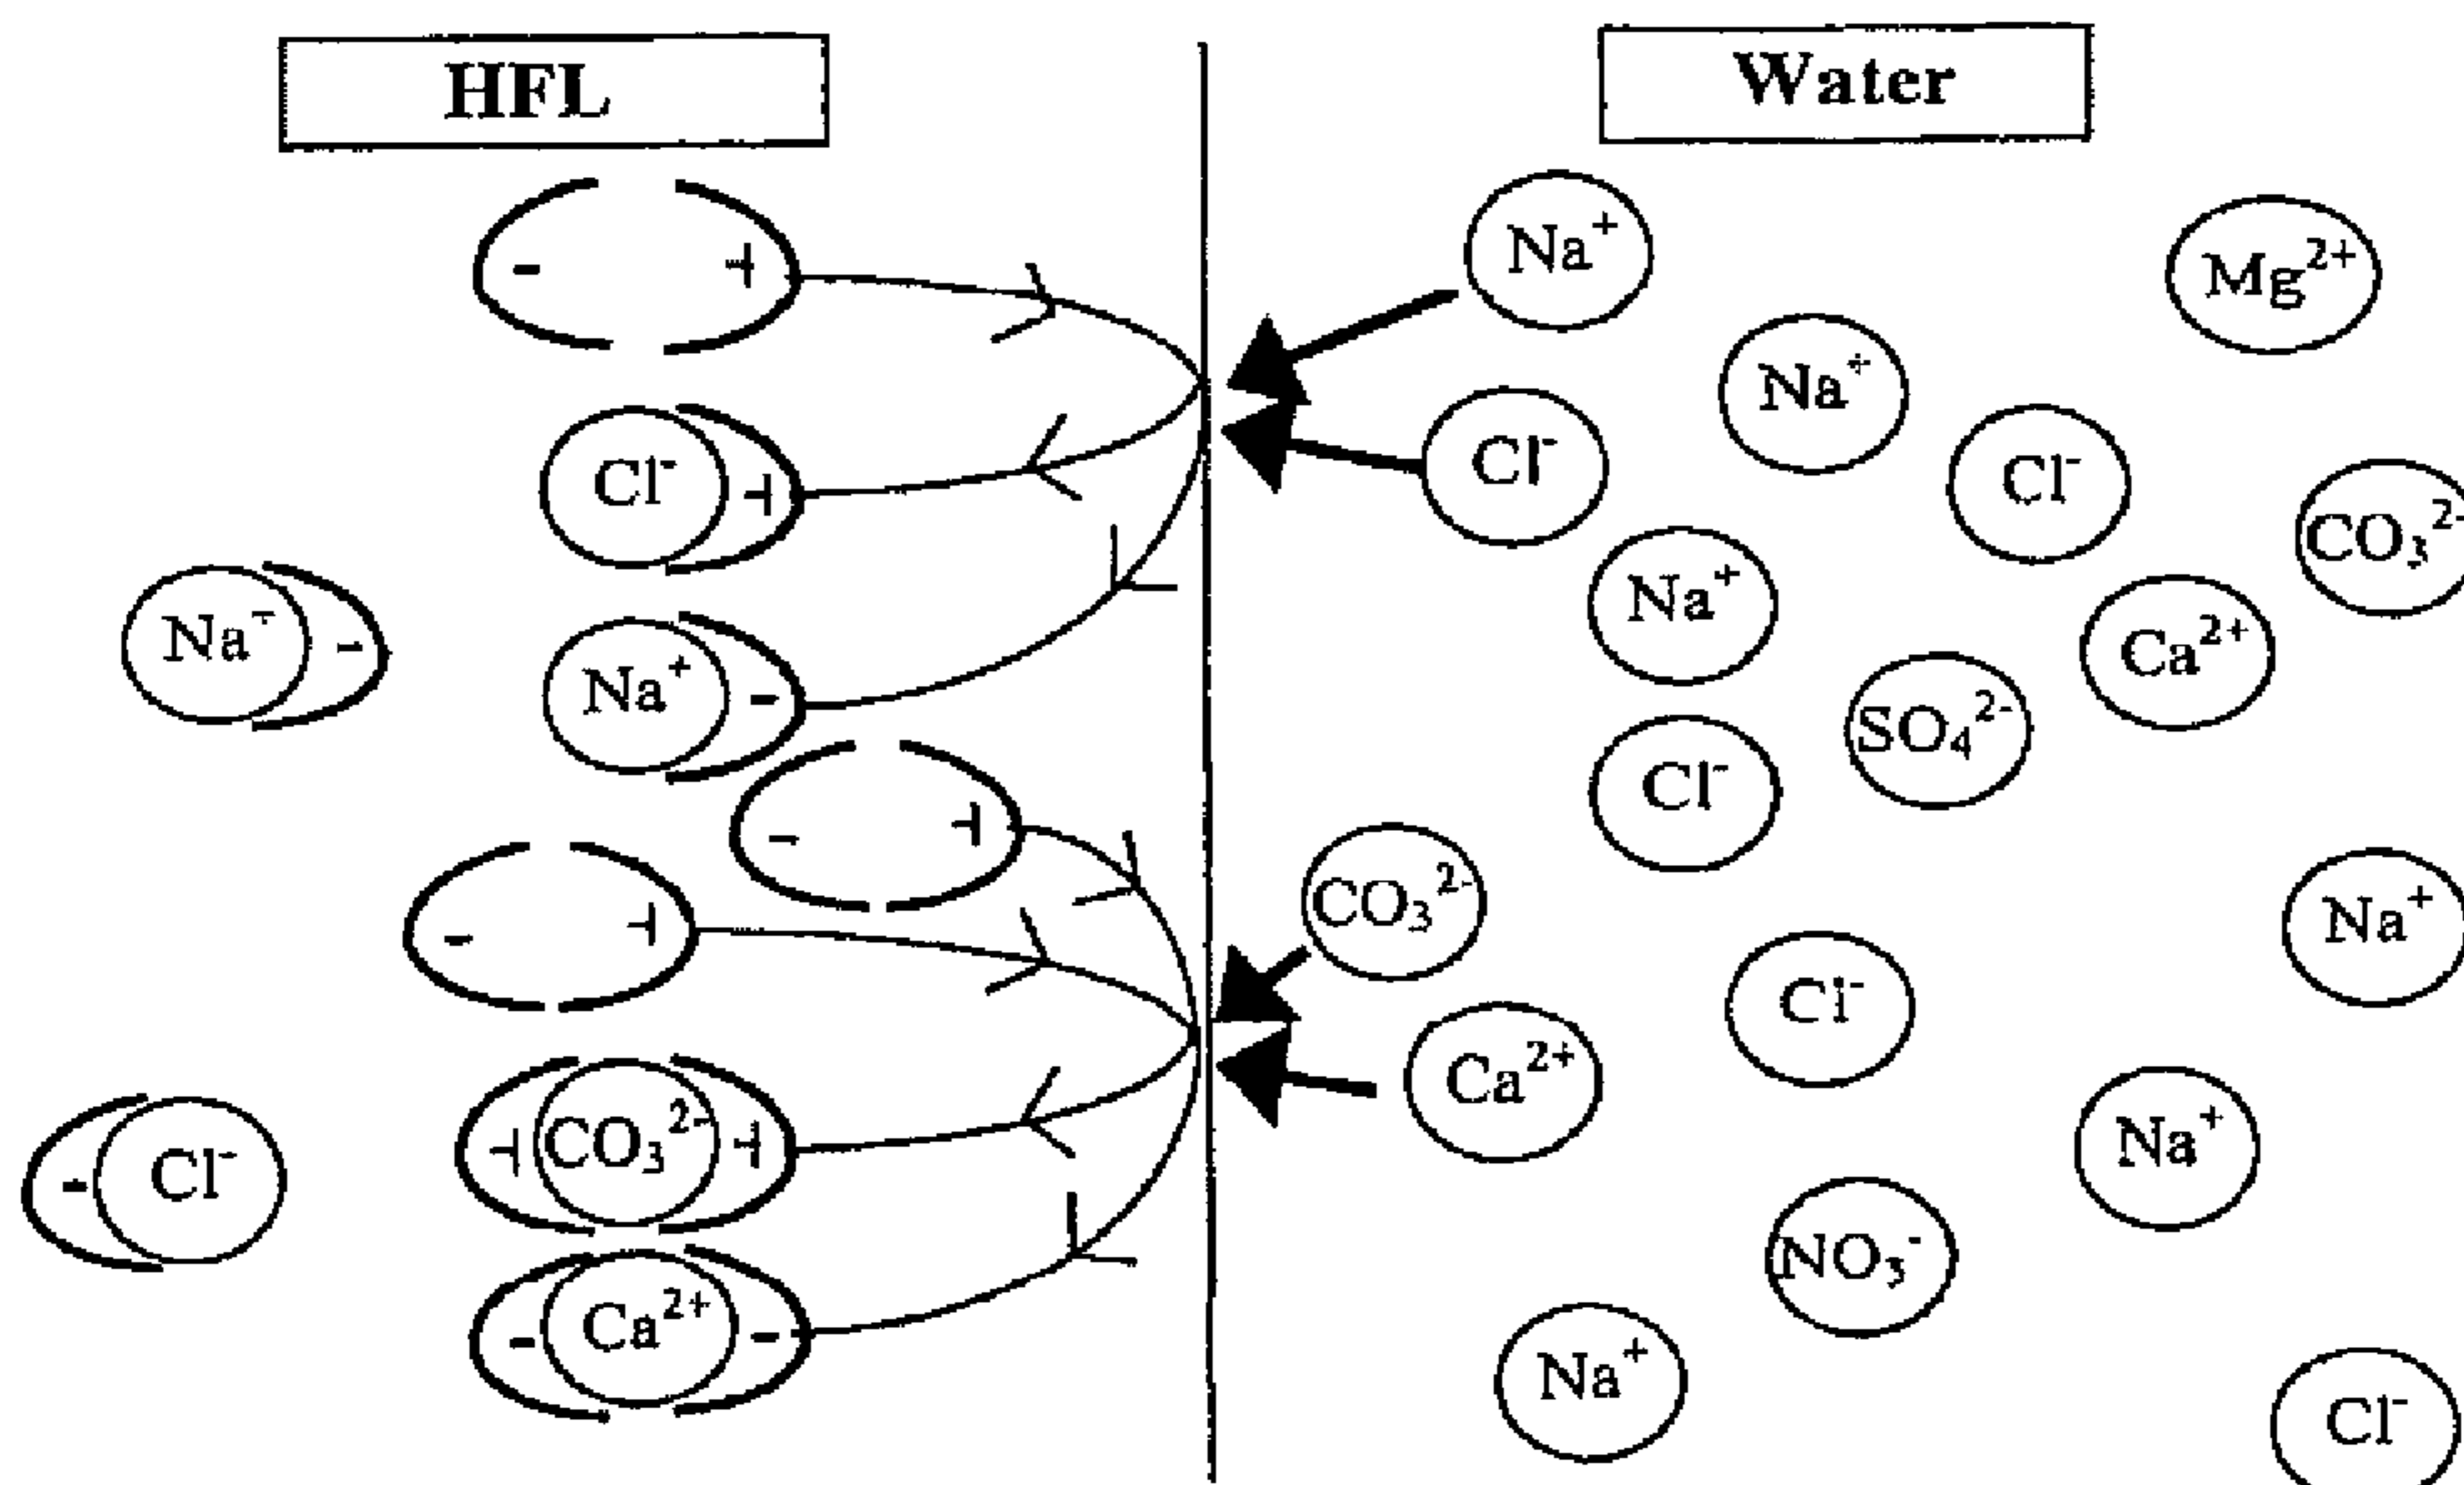 HFL
Water
- +
Na⁺
Mg²⁺
Na⁺
Cl⁻ +
Cl⁻
Cl⁻
CO₃²⁻
Na⁺ -
Na⁺ -
Na⁺
Ca²⁺
SO₄²⁻
- +
Cl⁻
- +
CO₃²⁻
Na⁺
Cl⁻
Ca²⁺
- Cl⁻
+ CO₃²⁻ +
Na⁺
NO₃⁻
- Ca²⁺ -
Na⁺
Cl⁻